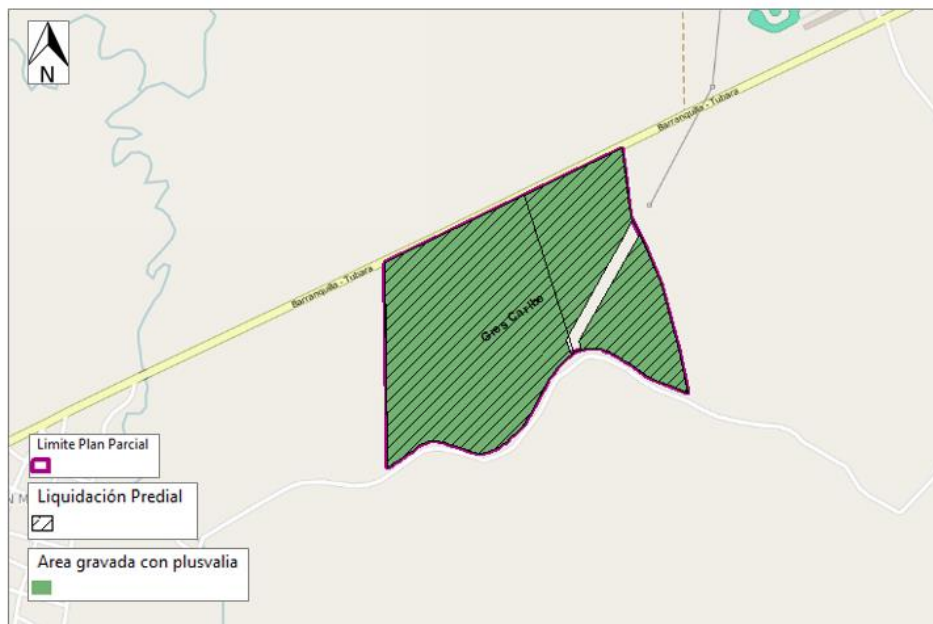 N
Barranquilla - Tubara
Barranquilla - Tubara
Gres Caribe
Limite Plan Parcial
Liquidación Predial
N M
Area gravada con plusvalia